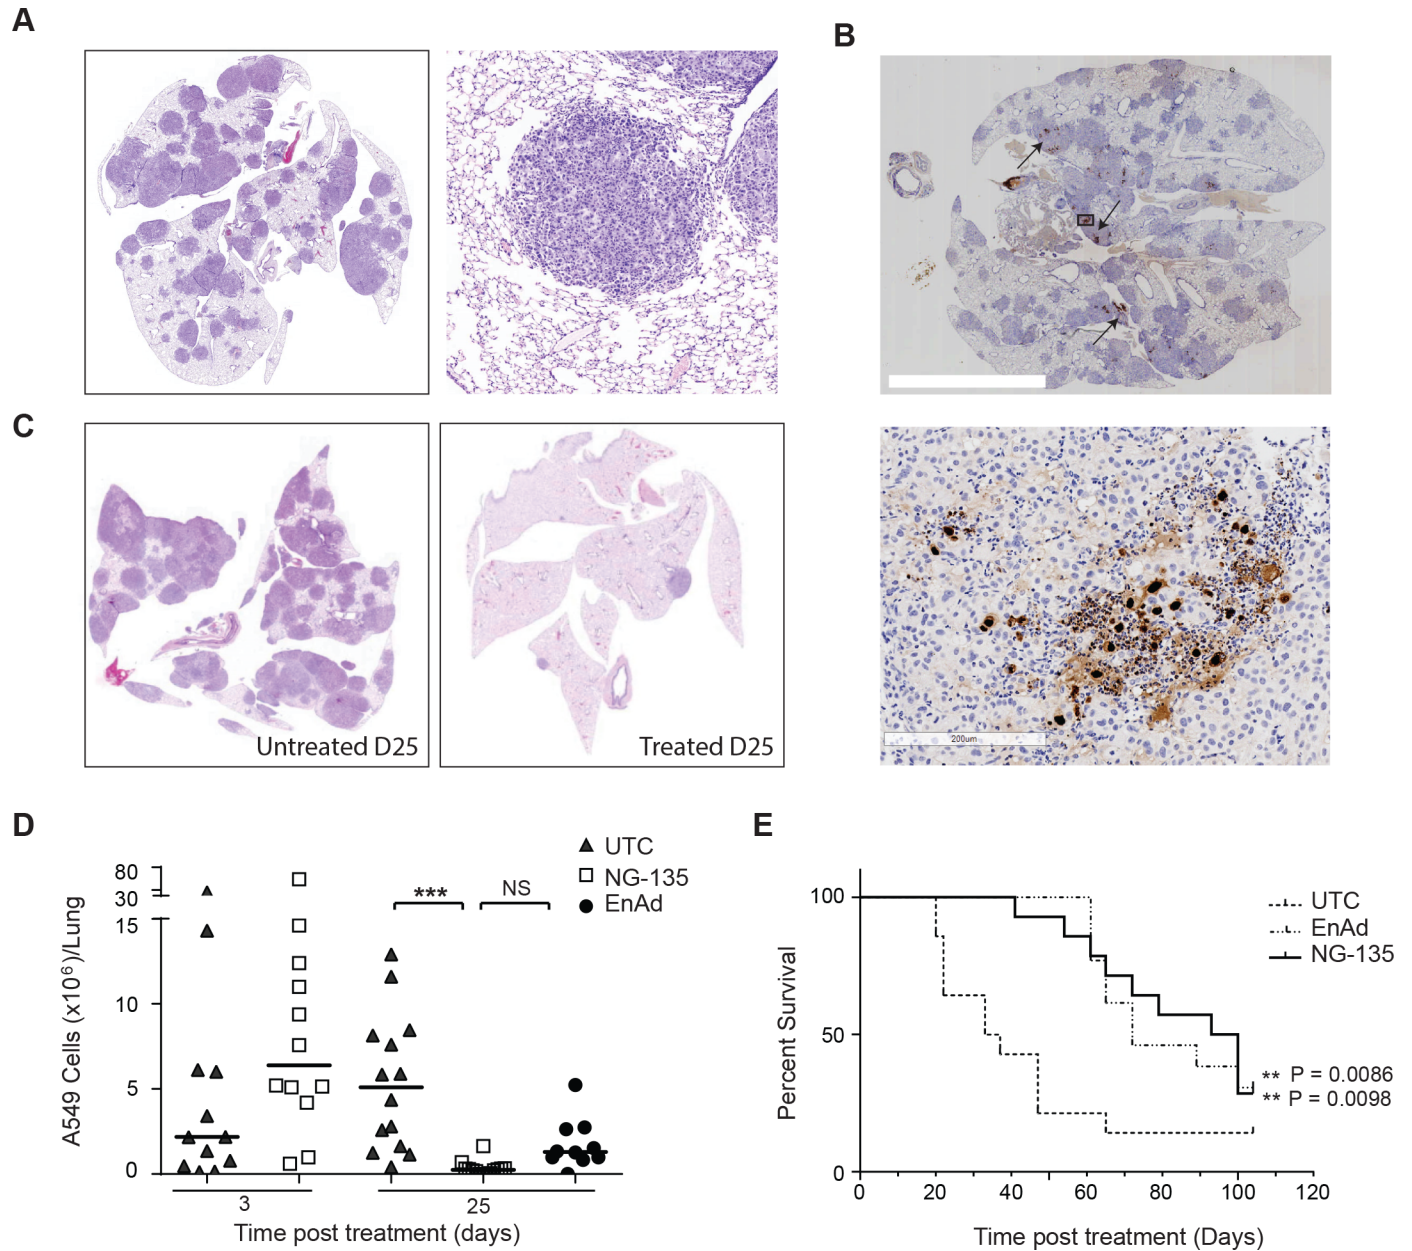 A
B
C
Untreated D25
Treated D25
200um
D
E
UTC
NG-135
EnAd
***
NS
80
30
15
10
5
0
A549 Cells (x10⁶)/Lung
3
25
Time post treatment (days)
UTC
EnAd
NG-135
100
50
0
Percent Survival
** P = 0.0086
** P = 0.0098
0 20 40 60 80 100 120
Time post treatment (Days)